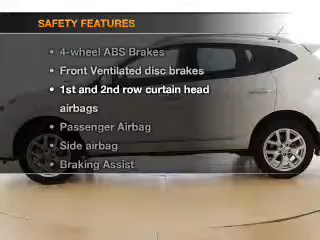 SAFETY FEATURES
• 4-wheel ABS Brakes
• Front Ventilated disc brakes
• 1st and 2nd row curtain head
airbags
• Passenger Airbag
• Side airbag
• Braking Assist